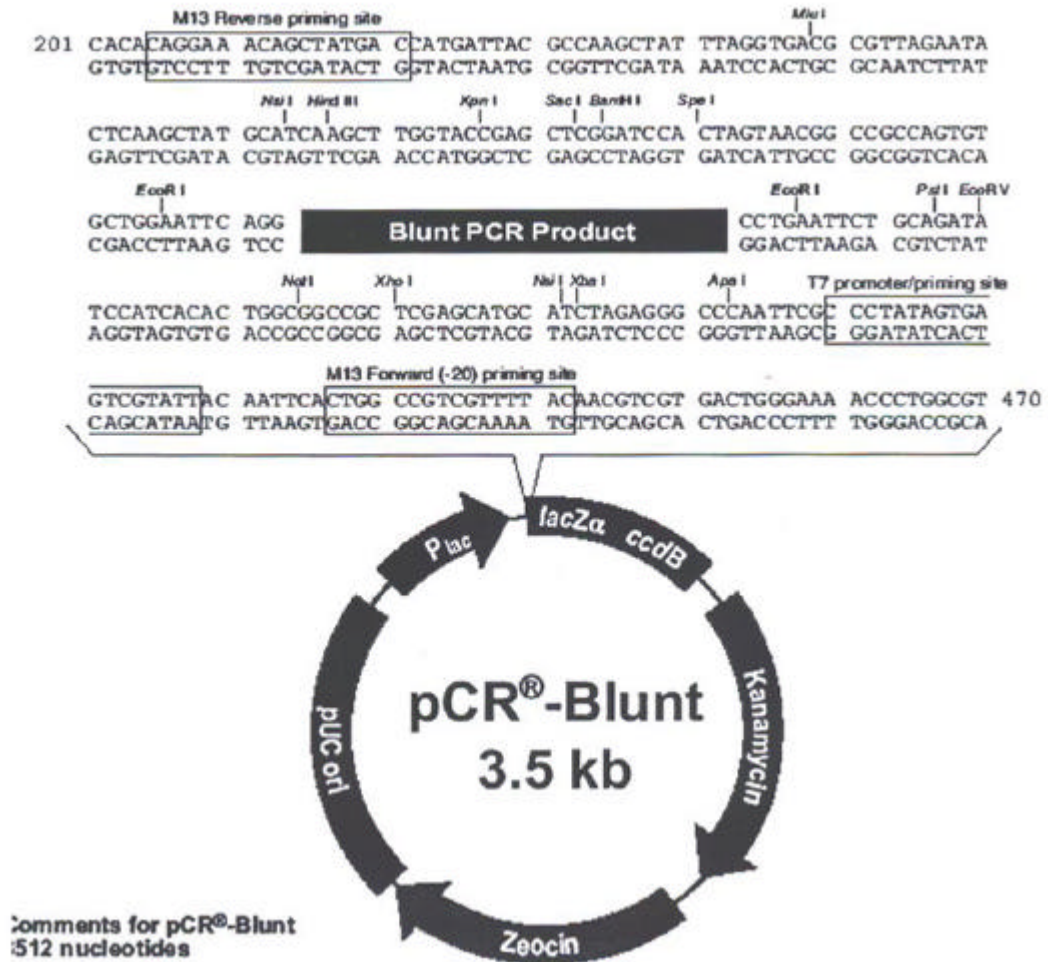 M13 Reverse priming site Mlu I
201 CACACAGGAA ACAGCTATGAC CATGATTAC GCCAAGCTAT TTAGGTGACG CGTTAGAATA
GTGTGTCCTT TGTCGATACT GGTACTAATG CGGTTCGATA AATCCACTGC GCAATCTTAT
Nsi I Hind III Kpn I Sac I BamH I Spe I
CTCAAGCTAT GCATCAAGCT TGGTACCGAG CTCGGATCCA CTAGTAACGG CCGCCAGTGT
GAGTTCGATA CGTAGTTCGA ACCATGGCTC GAGCCTAGGT GATCATTGCC GGCGGTCACA
EcoR I EcoR I Pst I EcoR V
GCTGGAATTC AGG Blunt PCR Product CCTGAATTCT GCAGATA
CGACCTTAAG TCC GGACTTAAGA CGTCTAT
Not I Xho I Nsi I Xba I Apa I T7 promoter/priming site
TCCATCACAC TGGCGGCCGC TCGAGCATGC ATCTAGAGGG CCCAATTCGC CCTATAGTGA
AGGTAGTGTG ACCGCCGGCG AGCTCGTACG TAGATCTCCC GGGTTAAGCG GGATATCACT
M13 Forward (-20) priming site
GTCGTATTAC AATTCACTGG CCGTCGTTTT ACAACGTCGT GACTGGGAAA ACCCTGGCGT 470
CAGCATAATG TTAAGTGACC GGCAGCAAAA TGTTGCAGCA CTGACCCTTT TGGGACCGCA
Plac
lacZα ccdB
Kanamycin
Zeocin
pUC ori
pCR®-Blunt
3.5 kb
Comments for pCR®-Blunt
3512 nucleotides